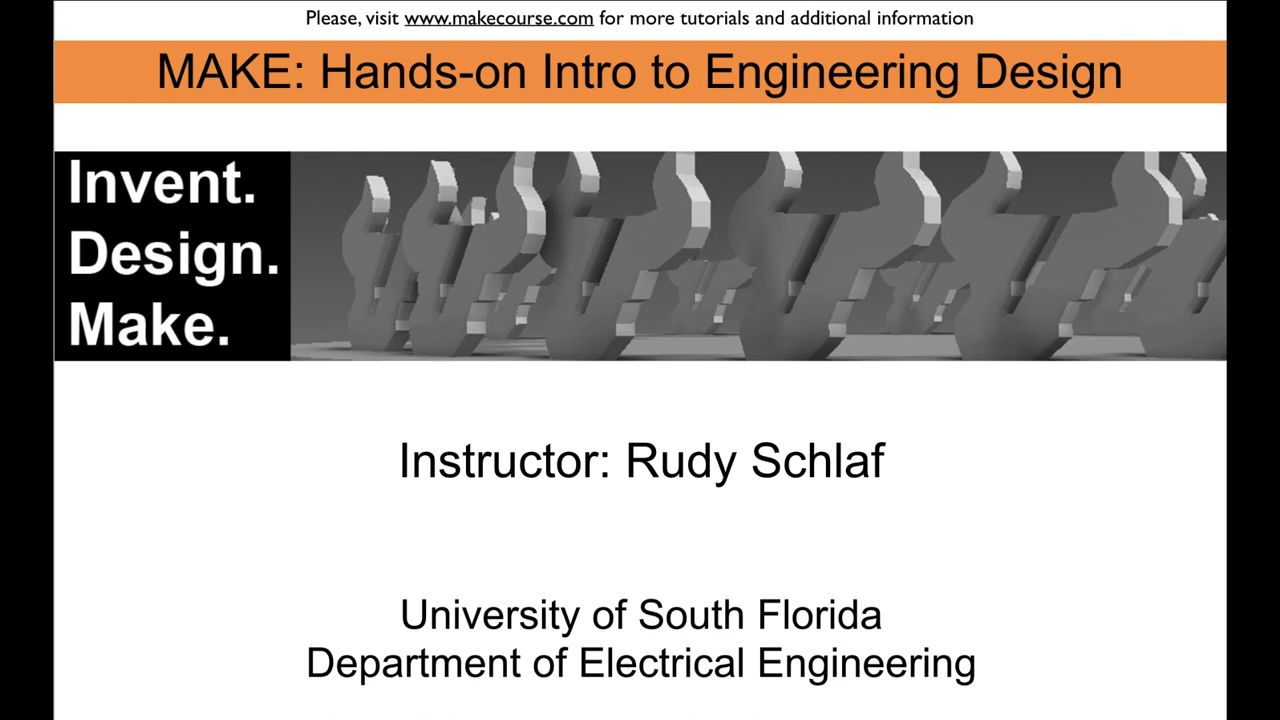 Please, visit www.makecourse.com for more tutorials and additional information
MAKE: Hands-on Intro to Engineering Design
Invent.
Design.
Make.
Instructor: Rudy Schlaf
University of South Florida
Department of Electrical Engineering